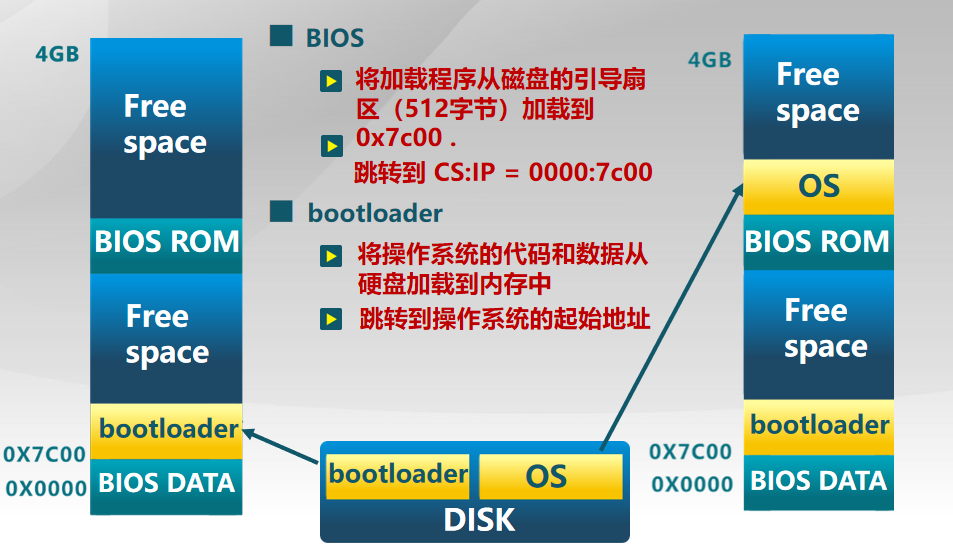 4GB
Free
space
BIOS ROM
Free
space
bootloader
0X7C00
0X0000
BIOS DATA
BIOS
将加载程序从磁盘的引导扇
区（512字节）加载到
0x7c00 .
跳转到 CS:IP = 0000:7c00
bootloader
将操作系统的代码和数据从
硬盘加载到内存中
跳转到操作系统的起始地址
bootloader
OS
DISK
4GB
Free
space
OS
BIOS ROM
Free
space
bootloader
0X7C00
0X0000
BIOS DATA